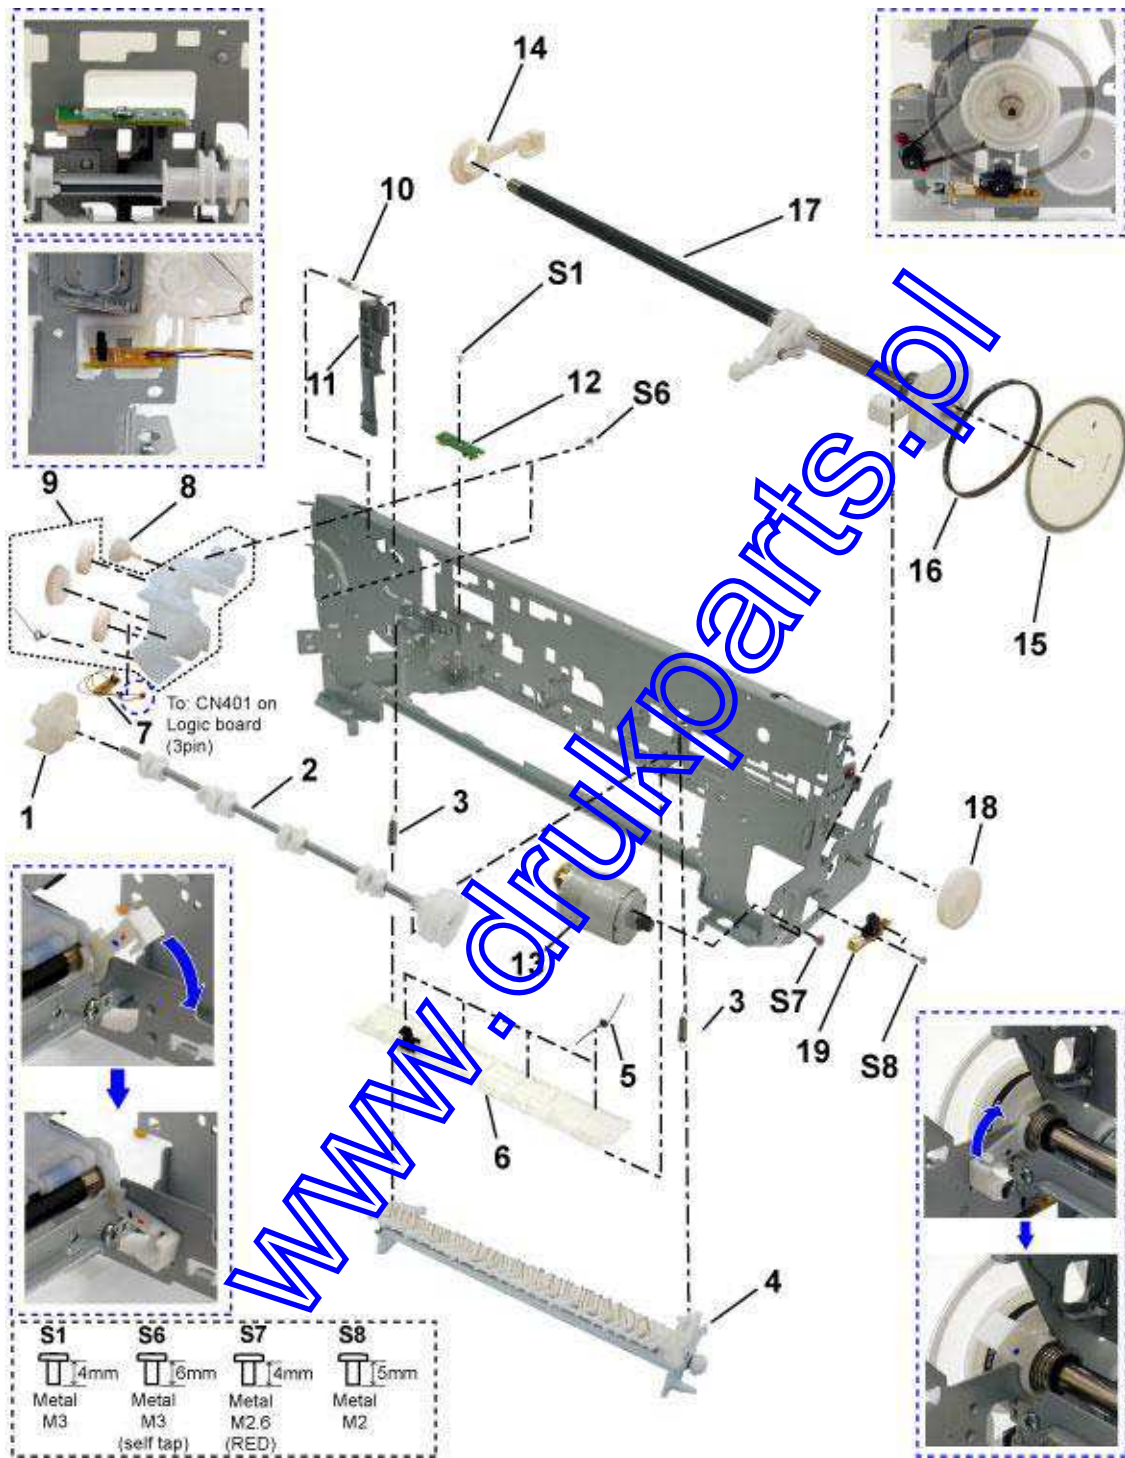 14
10
17
S1
11
12
S6
9
8
16
15
7
To: CN401 on
Logic board
(3pin)
1
2
3
18
13
S7
19
S8
3
5
6
4
www.drukparts.pl
S1 S6 S7 S8
4mm 6mm 4mm 5mm
Metal Metal Metal Metal
M3 M3 M2.6 M2
(self tap) (RED)